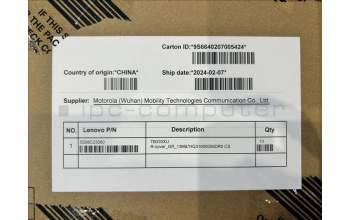 IF THIS
THE PAC
Carton ID:"9S6640207005424"
Country of origin:"CHINA" Ship date:"2024-02-07"
Supplier: Motorola (Wuhan) Mobility Technologies Communication Co., Ltd.
ipc-computer
NO. Lenovo P/N Description Qty
1